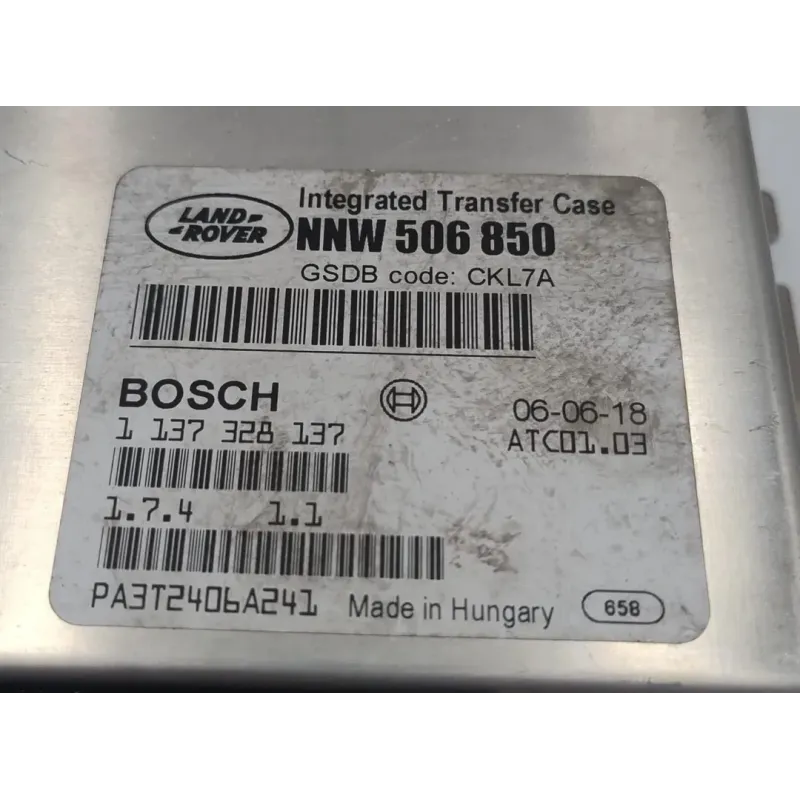 Integrated Transfer Case
LAND-
-ROVER
NNW 506 850
GSDB code: CKL7A
BOSCH
06-06-18
1 137 328 137
ATC01.03
1.7.4 1.1
PA3T2406A241 Made in Hungary 658